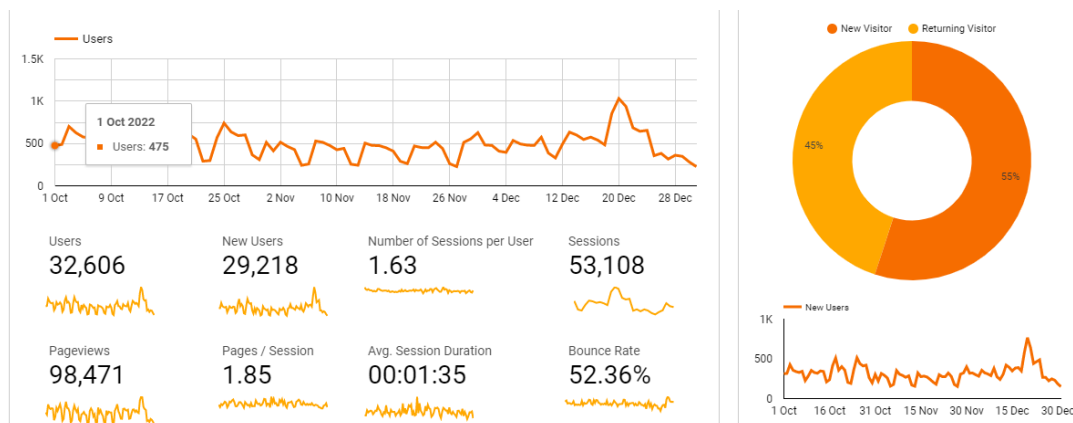 Users
1.5K
1K
500
0
1 Oct 2022
Users: 475
1 Oct 9 Oct 17 Oct 25 Oct 2 Nov 10 Nov 18 Nov 26 Nov 4 Dec 12 Dec 20 Dec 28 Dec
Users New Users Number of Sessions per User Sessions
32,606 29,218 1.63 53,108
Pageviews Pages / Session Avg. Session Duration Bounce Rate
98,471 1.85 00:01:35 52.36%
New Visitor Returning Visitor
45%
55%
New Users
1K
500
0
1 Oct 16 Oct 31 Oct 15 Nov 30 Nov 15 Dec 30 Dec